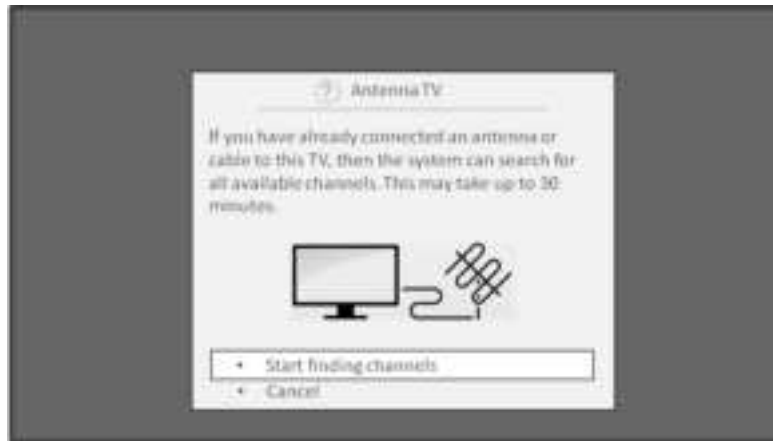 ? Antenna TV
If you have already connected an antenna or
cable to this TV, then the system can search for
all available channels. This may take up to 30
minutes.
• Start finding channels
• Cancel